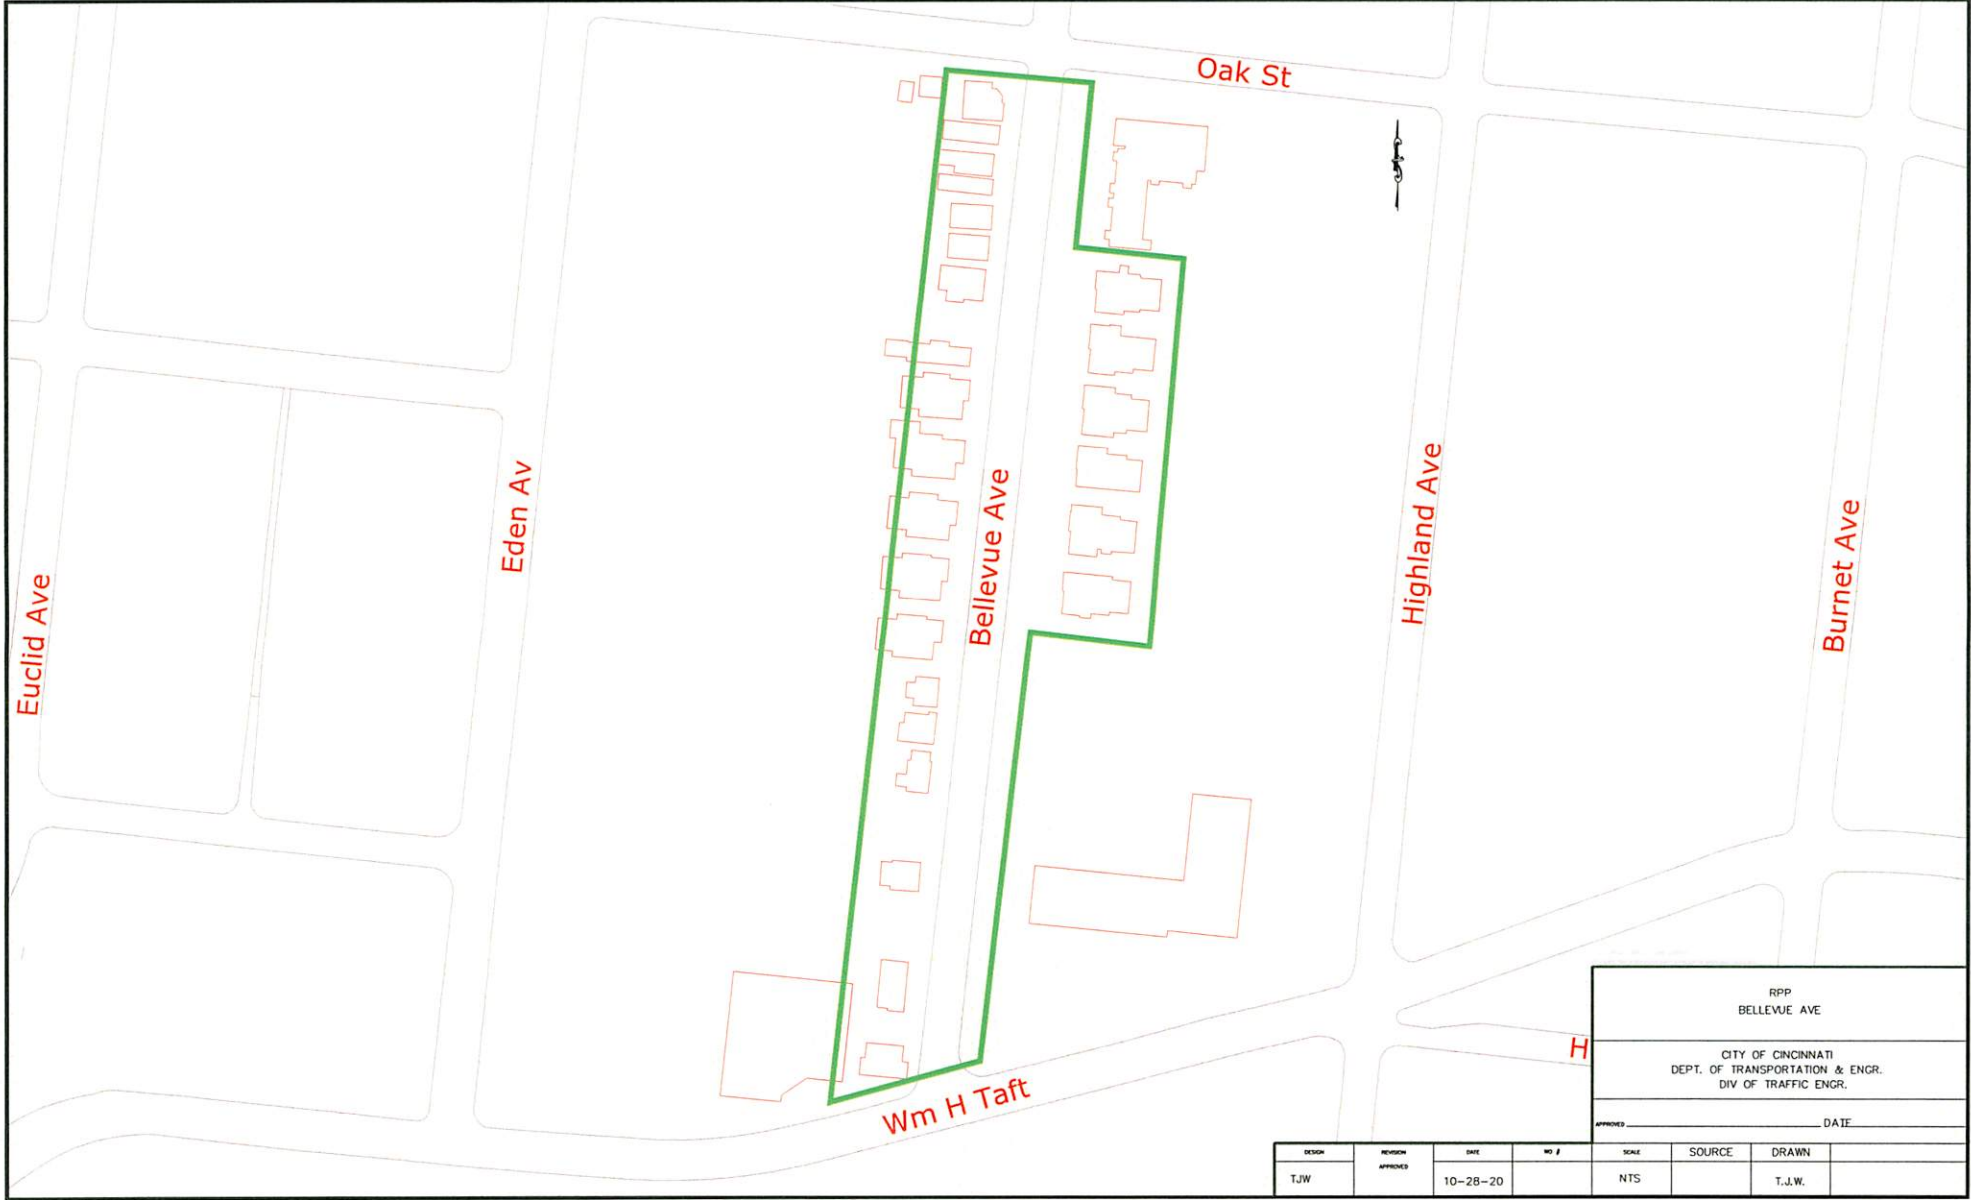 Oak St
Eden Av
Bellevue Ave
Highland Ave
Burnet Ave
Euclid Ave
Wm H Taft
H
RPP
BELLEVUE AVE
CITY OF CINCINNATI
DEPT. OF TRANSPORTATION & ENGR.
DIV OF TRAFFIC ENGR.
APPROVED DATE
DESIGN REVISION DATE NO # SCALE SOURCE DRAWN
APPROVED
TJW 10-28-20 NTS T.J.W.